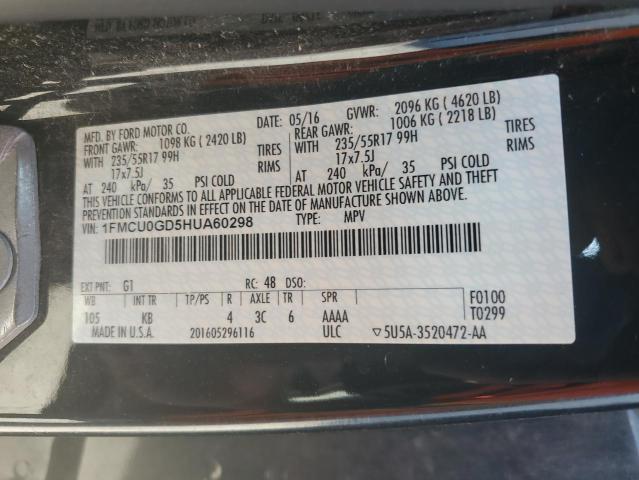 MFD. BY FORD MOTOR CO. DATE: 05/16 GVWR: 2096 KG ( 4620 LB)
FRONT GAWR: 1098 KG ( 2420 LB) REAR GAWR: 1006 KG ( 2218 LB)
WITH 235/55R17 99H TIRES WITH 235/55R17 99H TIRES
17x7.5J RIMS 17x7.5J RIMS
AT 240 kPa/ 35 PSI COLD AT 240 kPa/ 35 PSI COLD
THIS VEHICLE CONFORMS TO ALL APPLICABLE FEDERAL MOTOR VEHICLE SAFETY AND THEFT
PREVENTION STANDARDS IN EFFECT ON THE DATE OF MANUFACTURE SHOWN ABOVE.
VIN: 1FMCU0GD5HUA60298 TYPE: MPV
EXT PNT: G1 RC: 48 DSO:
WB INT TR TP/PS R AXLE TR SPR F0100
105 KB 4 3C 6 AAAA T0299
MADE IN U.S.A. 201605296116 ULC ▽5U5A-3520472-AA